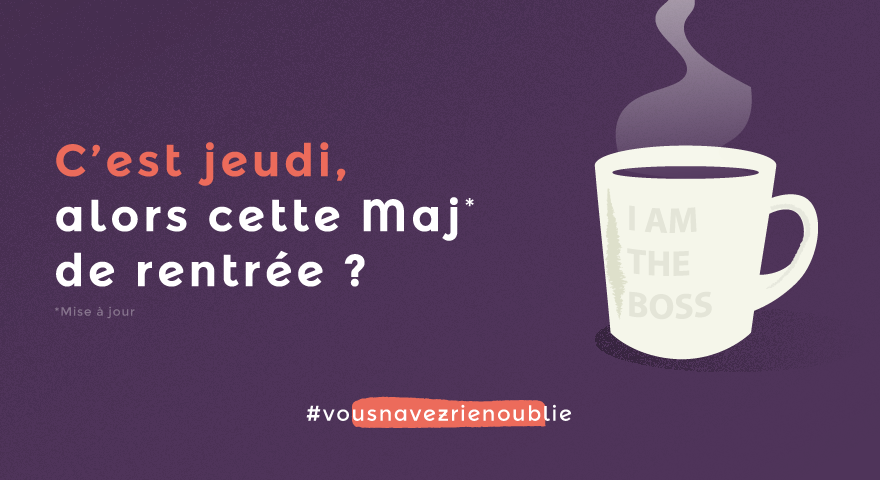 C'est jeudi,
alors cette Maj*
de rentrée ?
*Mise à jour
I AM
THE
BOSS
#vousnavezrienoublie